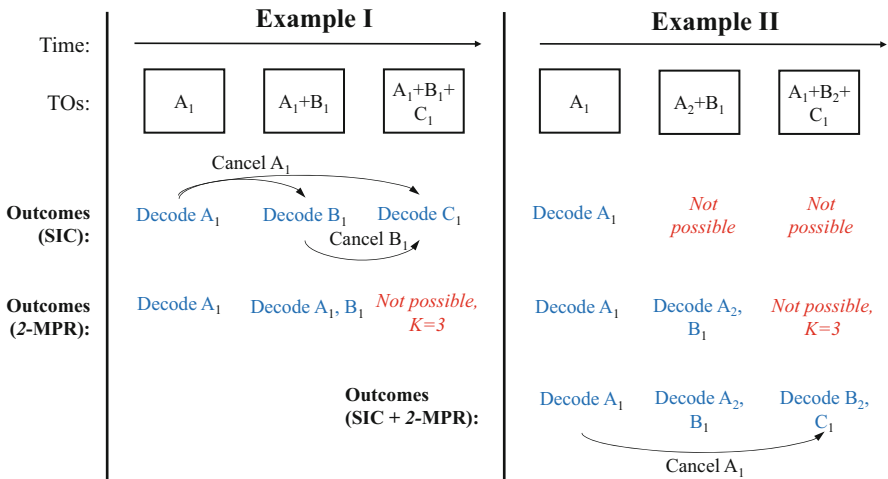 Example I
Example II
Time:
TOs:
A₁
A₁+B₁
A₁+B₁+
C₁
A₁
A₂+B₁
A₁+B₂+
C₁
Cancel A₁
Outcomes
(SIC):
Decode A₁
Decode B₁
Decode C₁
Cancel B₁
Decode A₁
Not
possible
Not
possible
Outcomes
(2-MPR):
Decode A₁
Decode A₁, B₁
Not possible,
K=3
Decode A₁
Decode A₂,
B₁
Not possible,
K=3
Outcomes
(SIC + 2-MPR):
Decode A₁
Decode A₂,
B₁
Decode B₂,
C₁
Cancel A₁